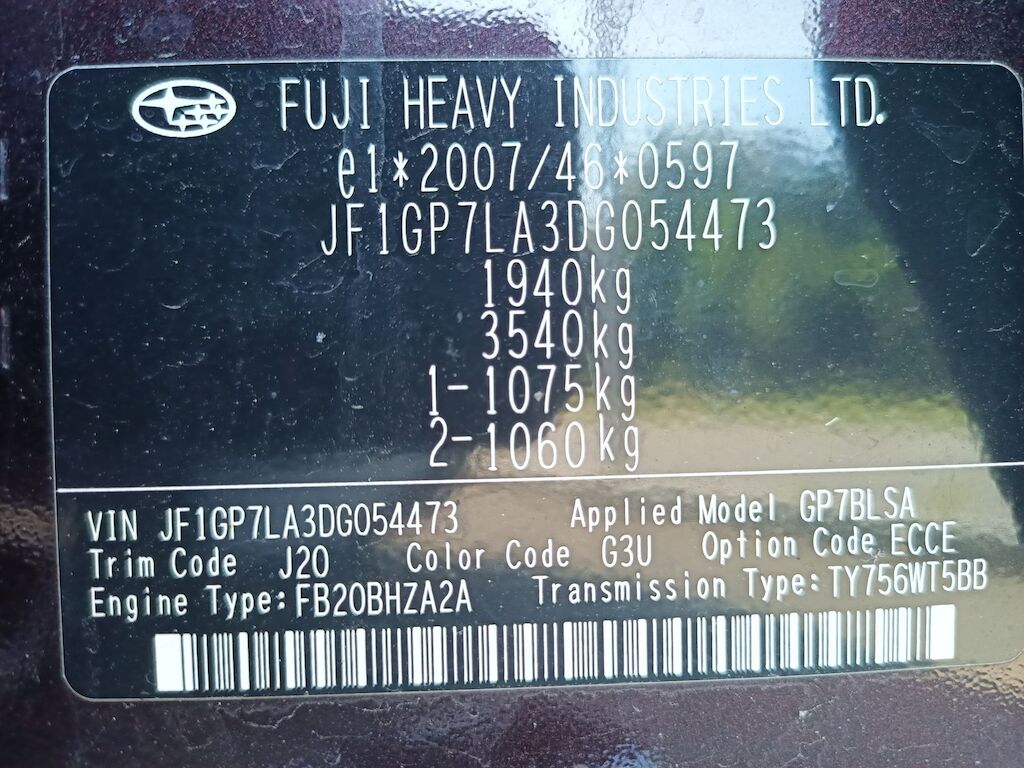 FUJI HEAVY INDUSTRIES LTD.
e1*2007/46*0597
JF1GP7LA3DG054473
1940kg
3540kg
1-1075kg
2-1060kg
VIN JF1GP7LA3DG054473 Applied Model GP7BLSA
Trim Code J20 Color Code G3U Option Code ECCE
Engine Type: FB20BHZA2A Transmission Type: TY756WT5BB